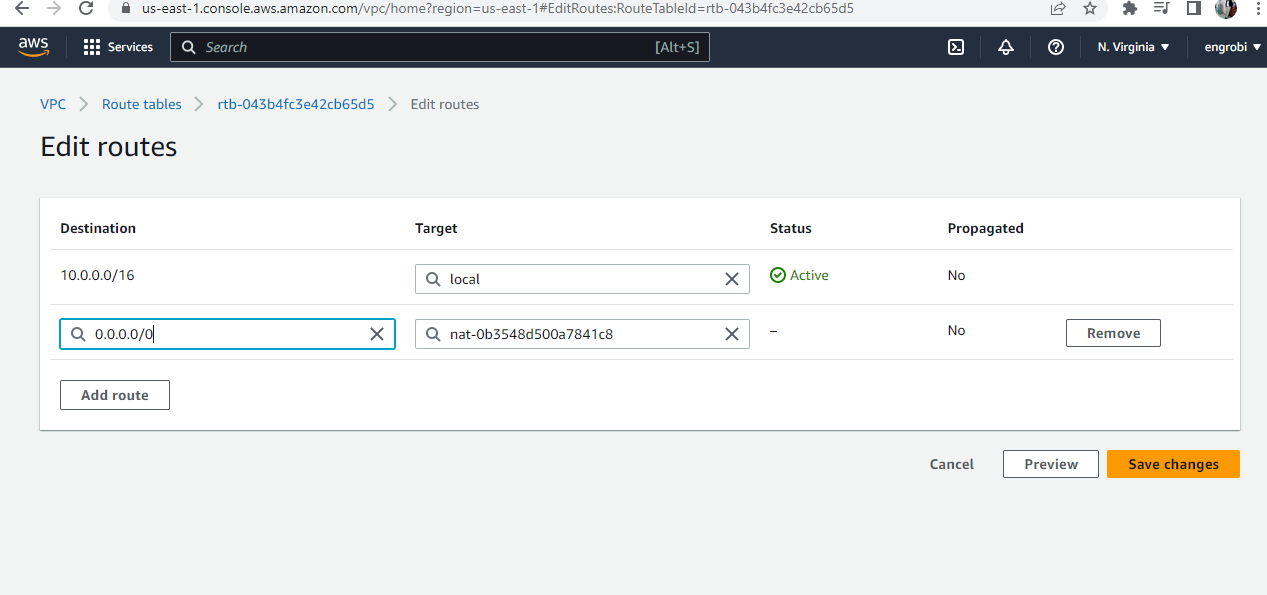 us-east-1.console.aws.amazon.com/vpc/home?region=us-east-1#EditRoutes:RouteTableId=rtb-043b4fc3e42cb65d5
aws Services Search [Alt+S] N. Virginia engrobi
VPC Route tables rtb-043b4fc3e42cb65d5 Edit routes
Edit routes
Destination Target Status Propagated
10.0.0.0/16 local Active No
0.0.0.0/0 nat-0b3548d500a7841c8 – No Remove
Add route
Cancel Preview Save changes